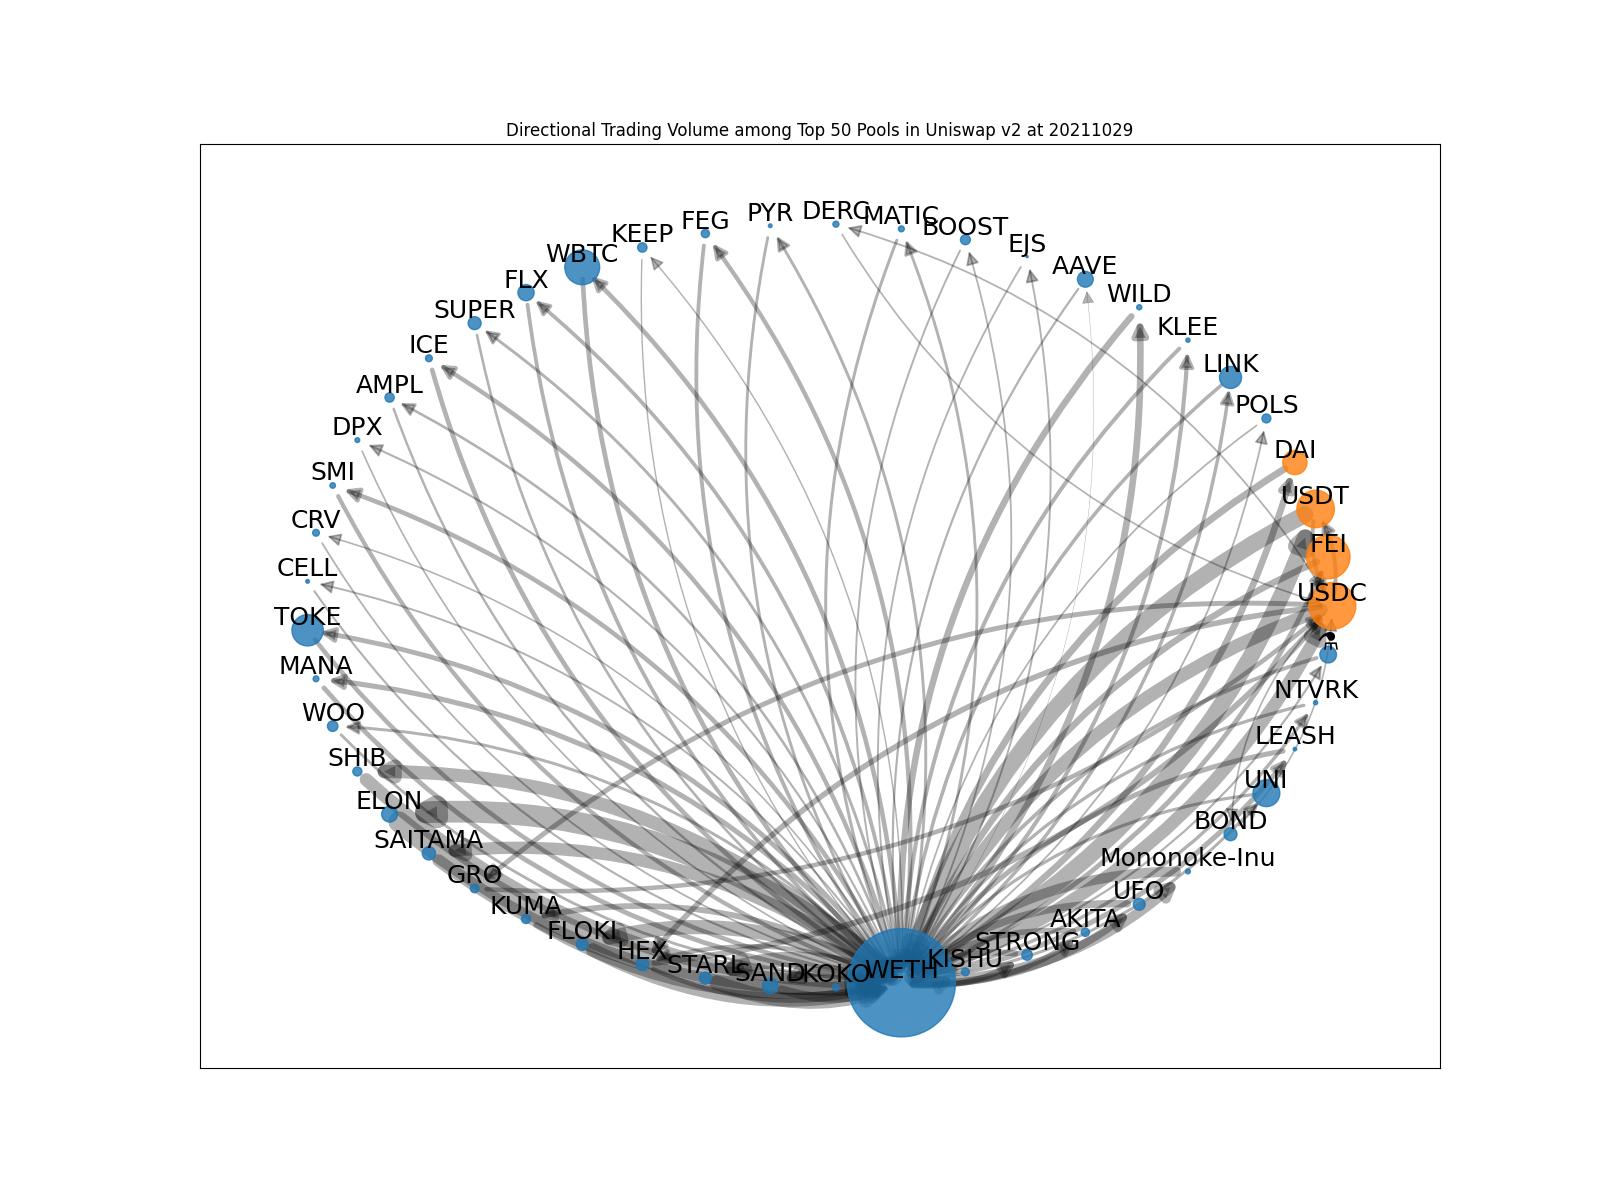 Directional Trading Volume among Top 50 Pools in Uniswap v2 at 20211029
DERC
MATIC
PYR
FEG
BOOST
KEEP
EJS
WBTC
AAVE
FLX
WILD
SUPER
KLEE
ICE
LINK
AMPL
POLS
DPX
DAI
SMI
USDT
CRV
FEI
CELL
USDC
TOKE
⚗
MANA
NTVRK
WOO
LEASH
SHIB
UNI
ELON
BOND
SAITAMA
Mononoke-Inu
GRO
UFO
KUMA
AKITA
FLOKI
STRONG
HEX
KISHU
STARL
SAND
KOKO
WETH